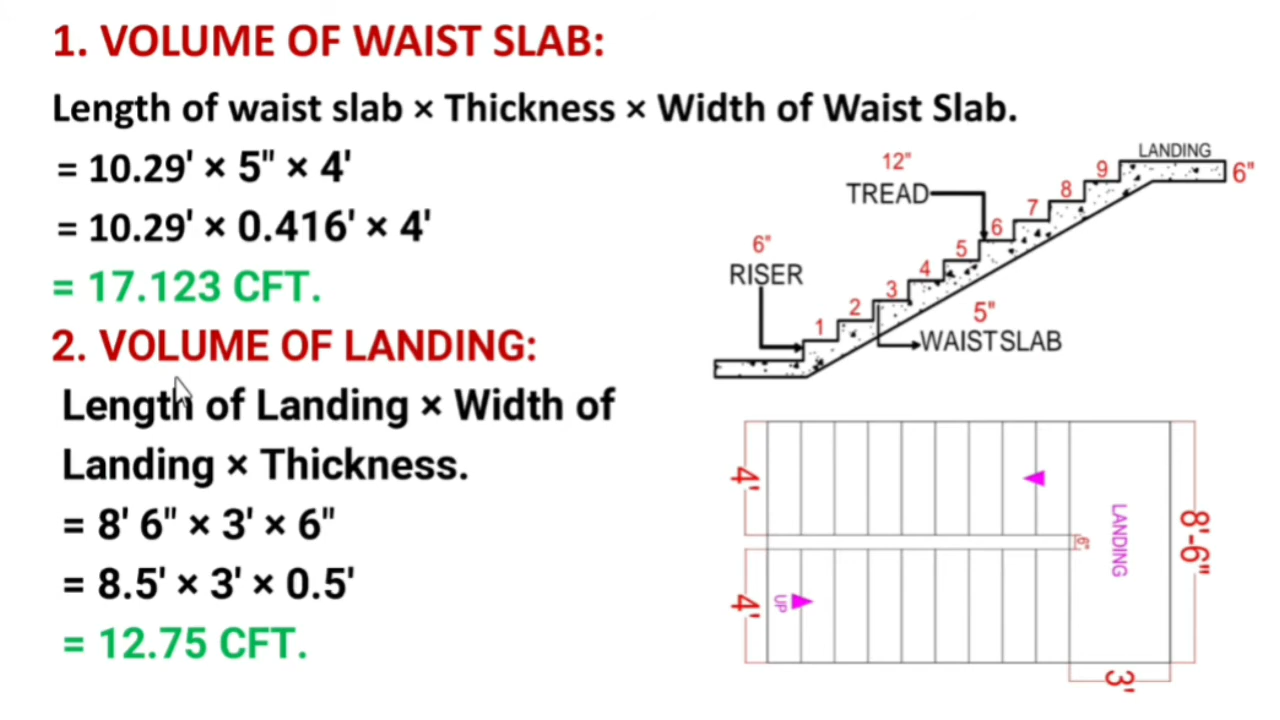 1. VOLUME OF WAIST SLAB:
Length of waist slab × Thickness × Width of Waist Slab.
= 10.29' × 5" × 4'
= 10.29' × 0.416' × 4'
= 17.123 CFT.
2. VOLUME OF LANDING:
Length of Landing × Width of
Landing × Thickness.
= 8' 6" × 3' × 6"
= 8.5' × 3' × 0.5'
= 12.75 CFT.
LANDING
6"
12"
TREAD
6"
RISER
1
2
3
4
5
6
7
8
9
5"
WAIST SLAB
4'
4'
6"
UP
LANDING
8'-6"
3'